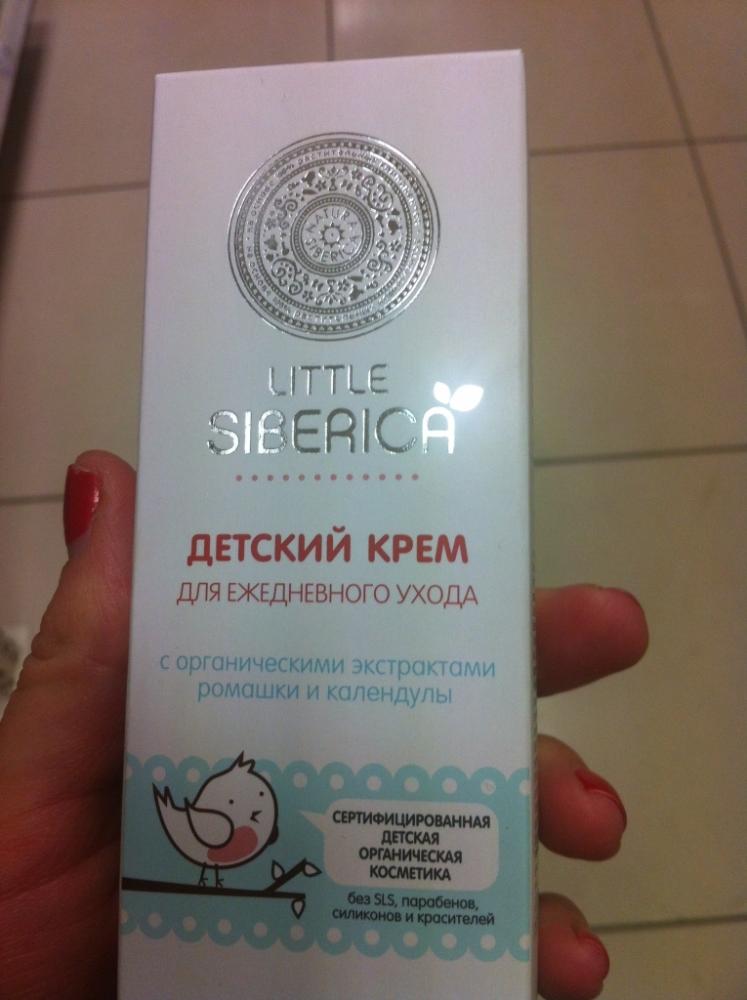 NATURA
SIBERICA
LITTLE
SIBERICA
ДЕТСКИЙ КРЕМ
ДЛЯ ЕЖЕДНЕВНОГО УХОДА
с органическими экстрактами
ромашки и календулы
СЕРТИФИЦИРОВАННАЯ
ДЕТСКАЯ
ОРГАНИЧЕСКАЯ
КОСМЕТИКА
без SLS, парабенов,
силиконов и красителей